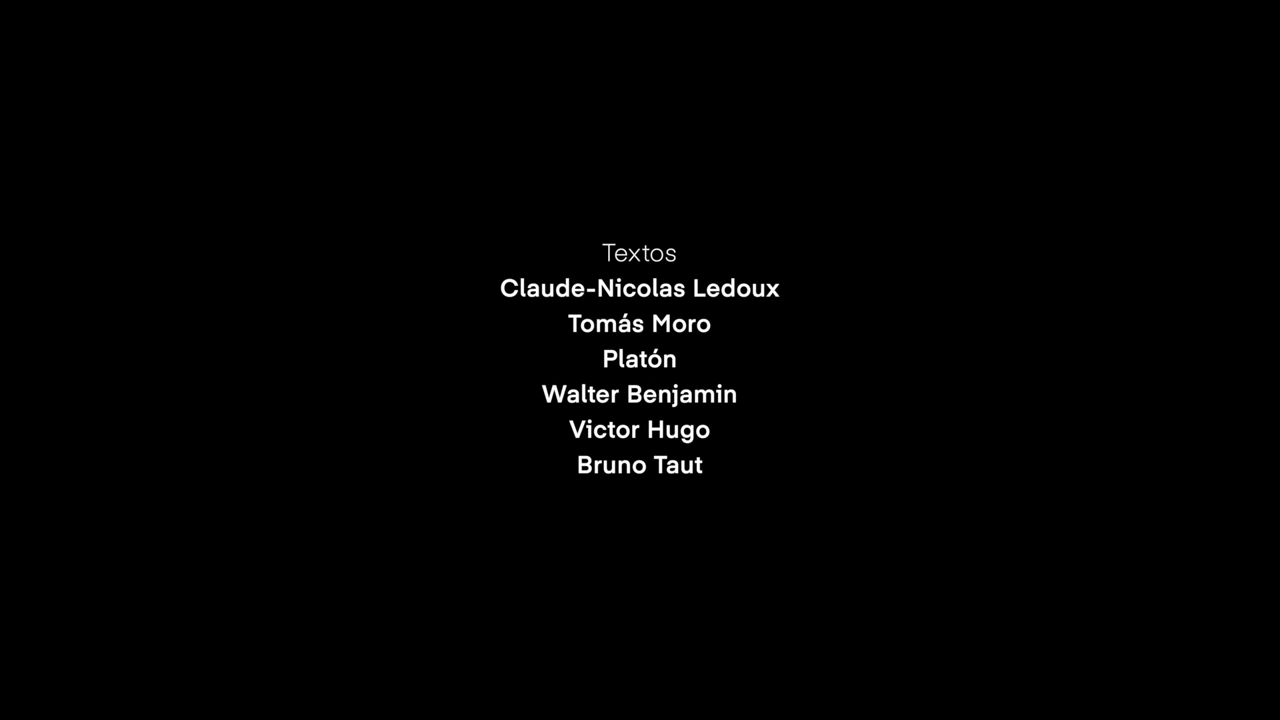 Textos
Claude-Nicolas Ledoux
Tomás Moro
Platón
Walter Benjamin
Victor Hugo
Bruno Taut